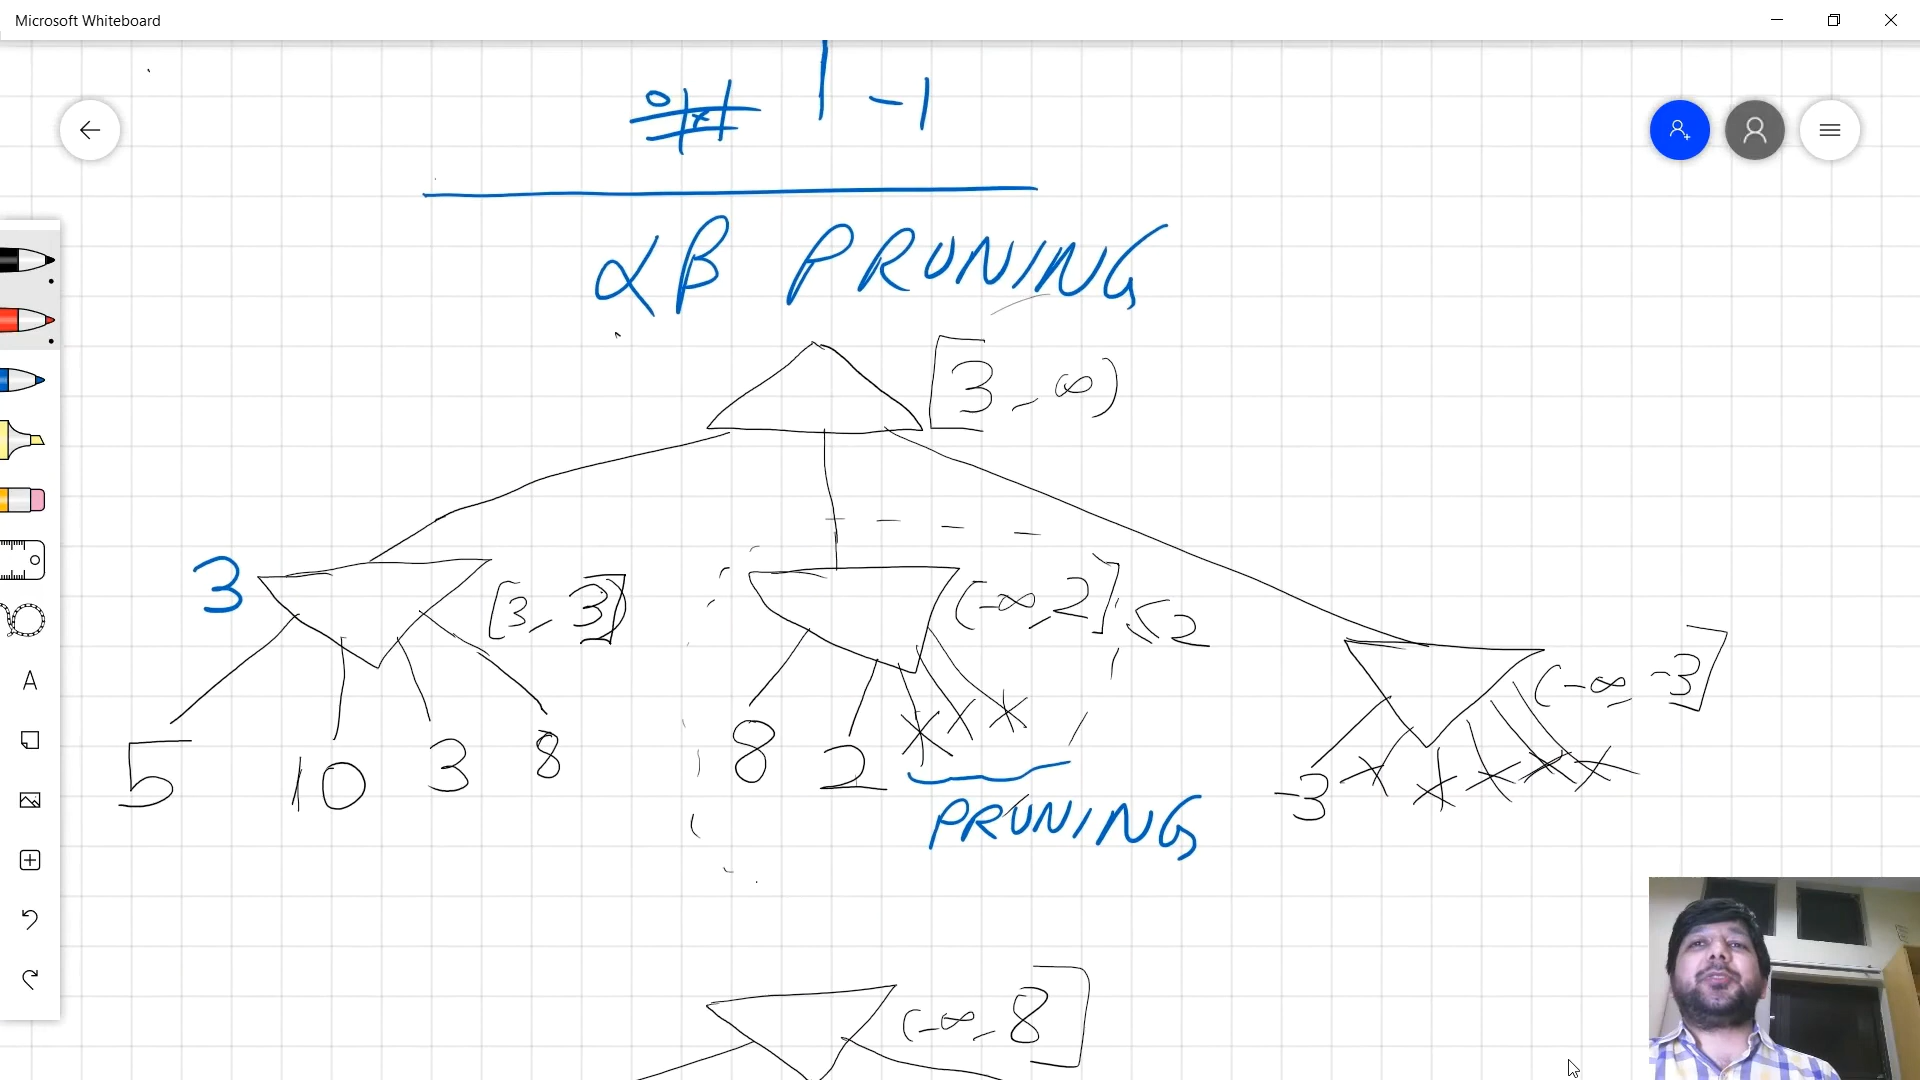 Microsoft Whiteboard
0 x 1 -1
αβ PRUNING
[3, ∞)
3 [3, 3] (-∞, 2] ≤2
(-∞, -3]
5 10 3 8 8 2 X X X -3 X X X X X
PRUNING
(-∞, 8]
A